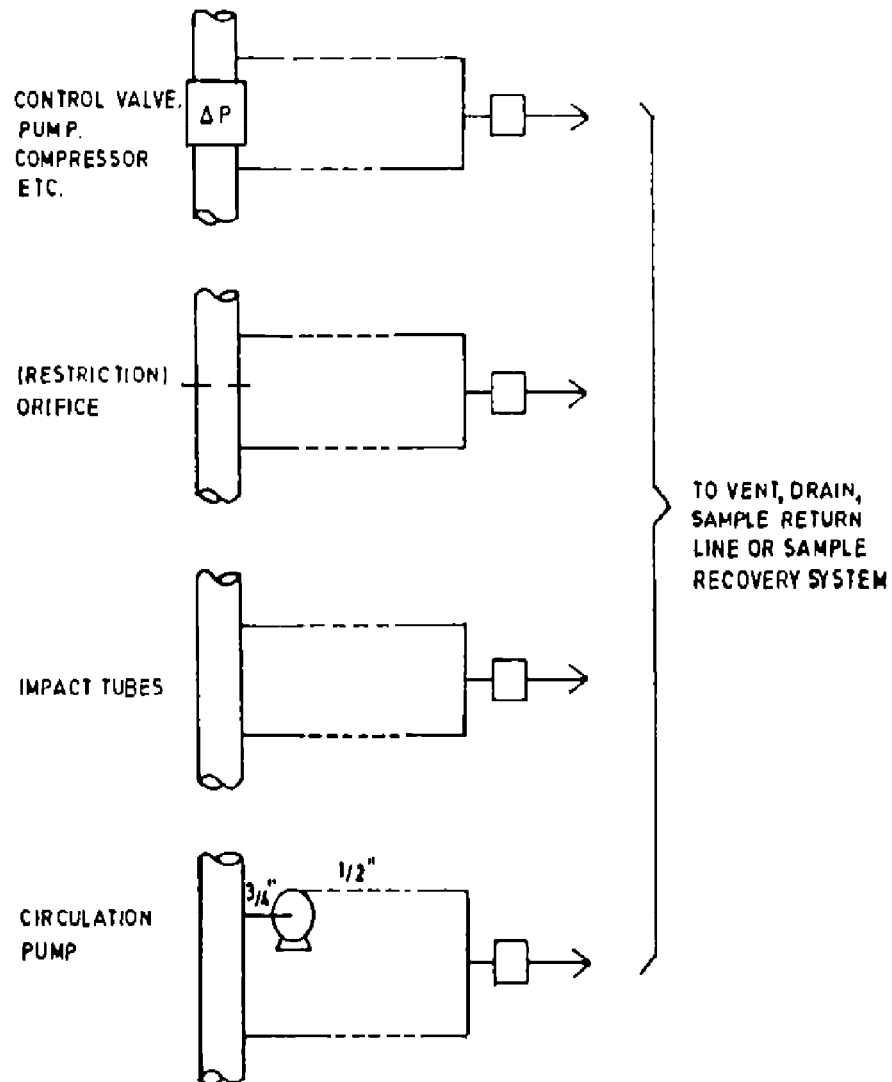 CONTROL VALVE.
PUMP.
COMPRESSOR
ETC.
ΔP
(RESTRICTION)
ORIFICE
TO VENT, DRAIN,
SAMPLE RETURN
LINE OR SAMPLE
RECOVERY SYSTEM
IMPACT TUBES
3/4"
1/2"
CIRCULATION
PUMP